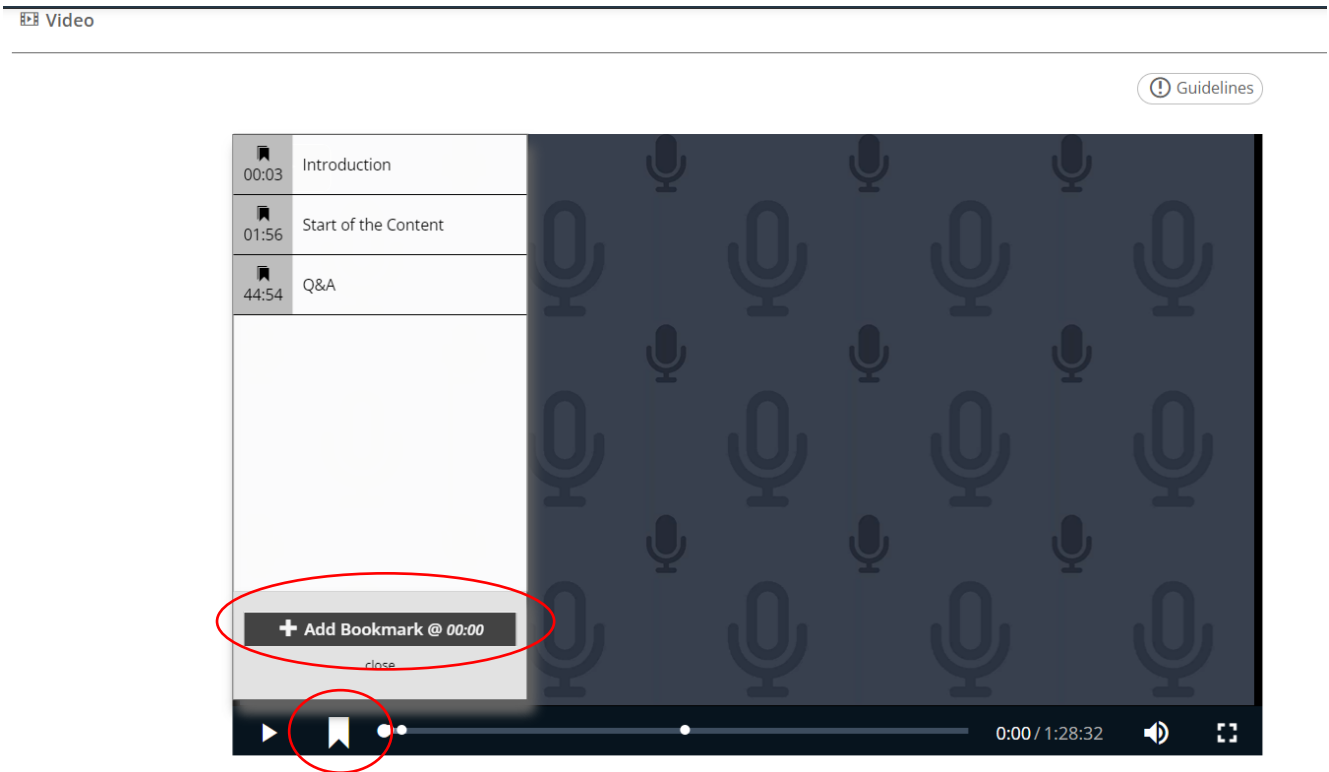 Video
Guidelines
00:03 Introduction
01:56 Start of the Content
44:54 Q&A
Add Bookmark @ 00:00
close
0:00 / 1:28:32